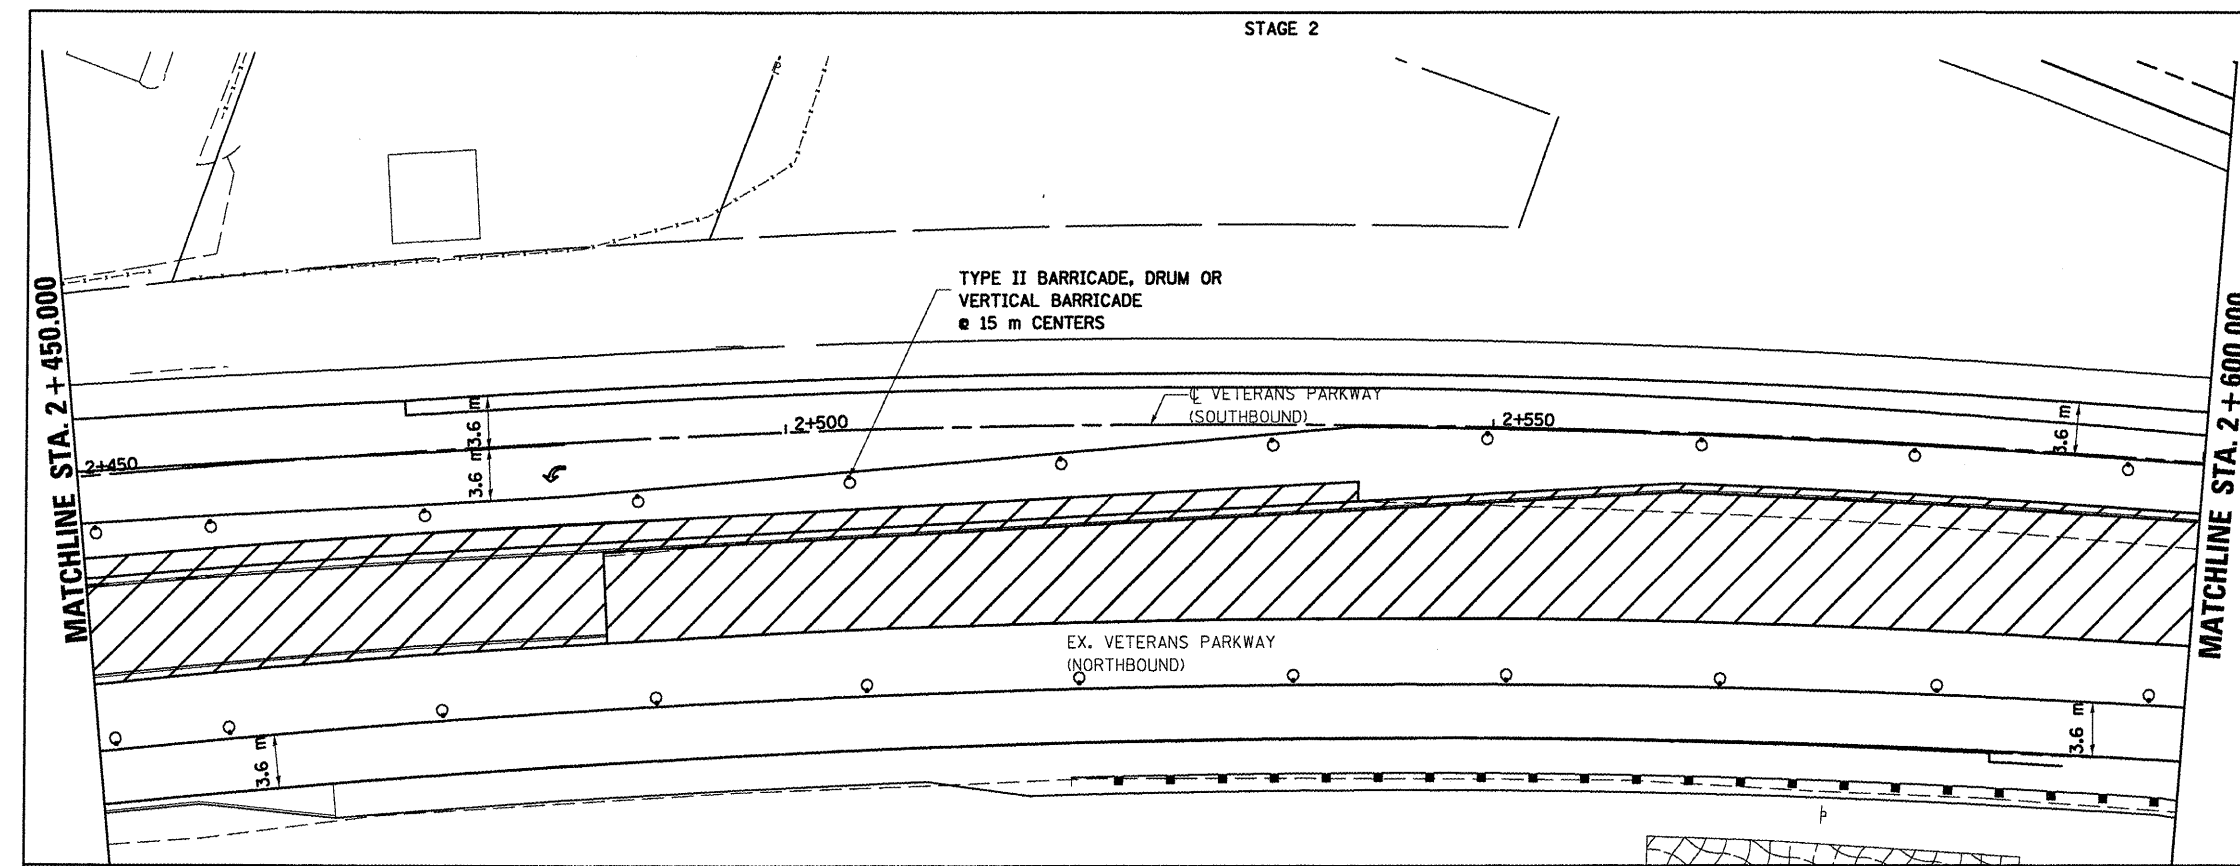 STAGE 2
MATCHLINE STA. 2+450.000
TYPE II BARRICADE, DRUM OR
VERTICAL BARRICADE
@ 15 m CENTERS
℄ VETERANS PARKWAY
(SOUTHBOUND)
2+450
2+500
2+550
3.6 m
3.6 m
3.6 m
EX. VETERANS PARKWAY
(NORTHBOUND)
3.6 m
3.6 m
MATCHLINE STA. 2+600.000